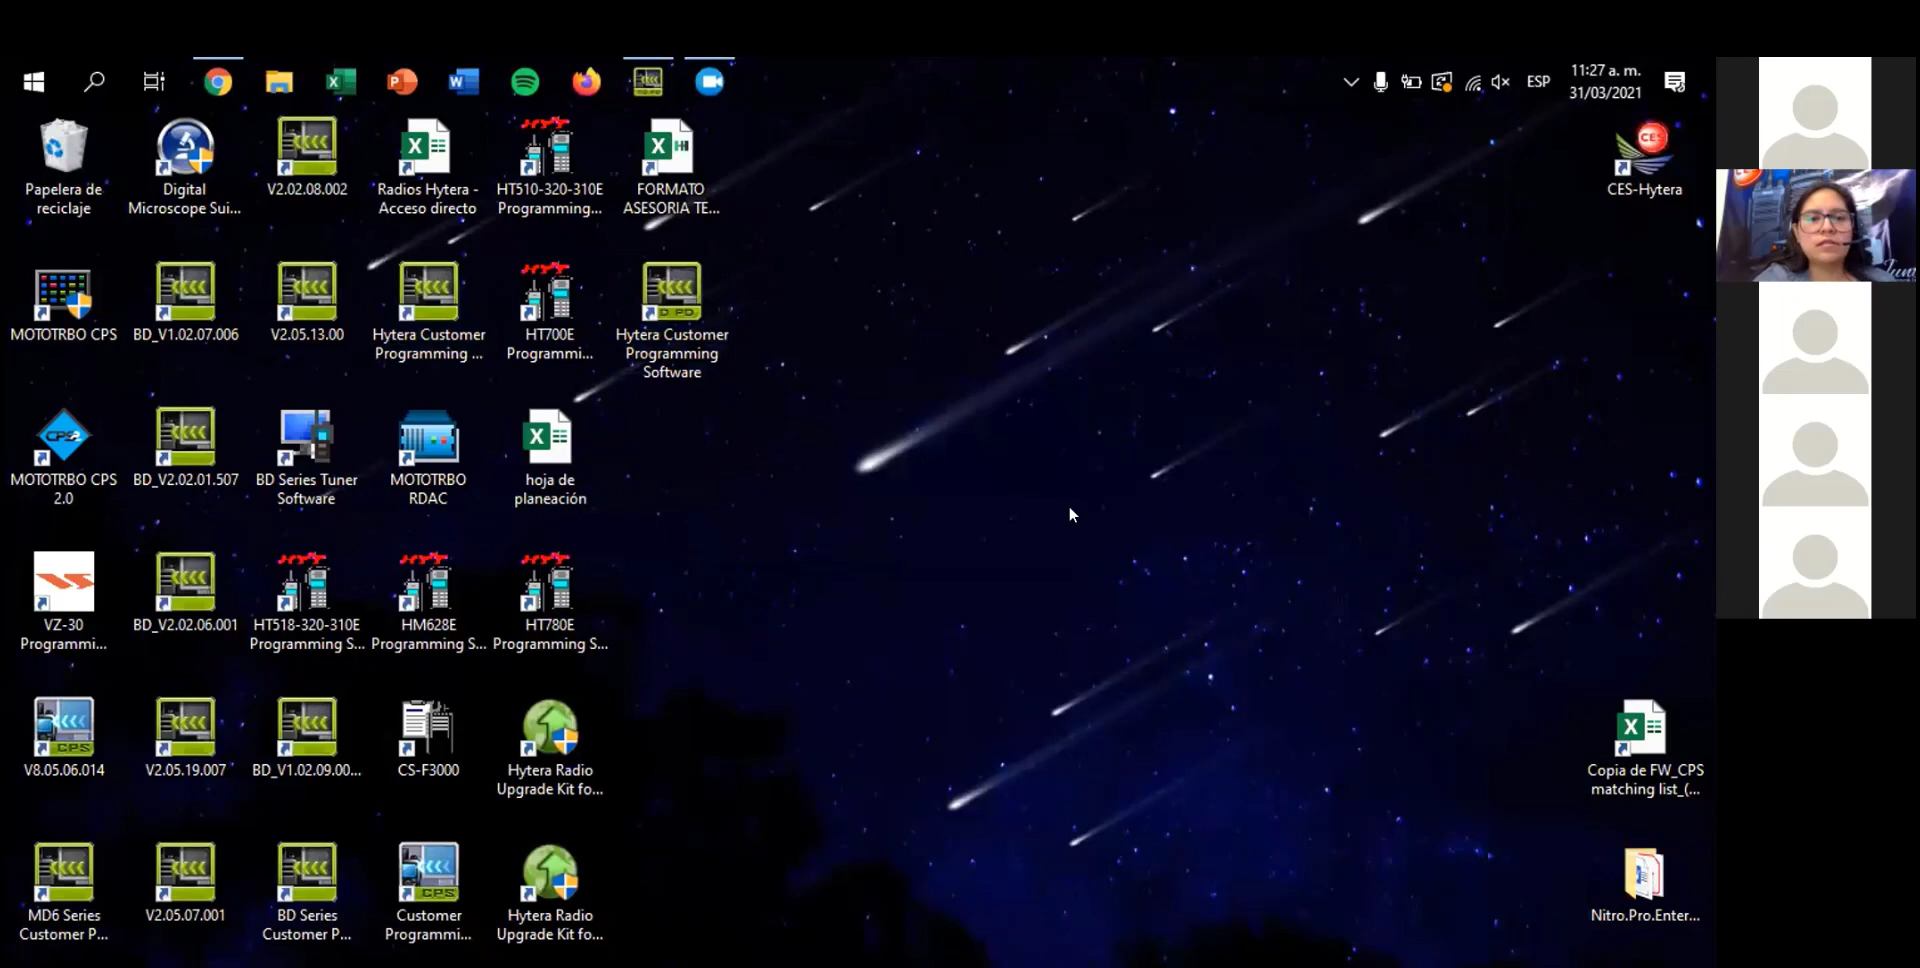 ESP
11:27 a. m.
31/03/2021
Papelera de
reciclaje
Digital
Microscope Sui...
V2.02.08.002
Radios Hytera -
Acceso directo
HT510-320-310E
Programming...
FORMATO
ASESORIA TE...
CES
CES-Hytera
MOTOTRBO CPS
BD_V1.02.07.006
V2.05.13.00
Hytera Customer
Programming ...
HT700E
Programmi...
Hytera Customer
Programming
Software
MOTOTRBO CPS
2.0
BD_V2.02.01.507
BD Series Tuner
Software
MOTOTRBO
RDAC
hoja de
planeación
VZ-30
Programmi...
BD_V2.02.06.001
HT518-320-310E
Programming S...
HM628E
Programming S...
HT780E
Programming S...
CPS
V8.05.06.014
V2.05.19.007
BD_V1.02.09.00...
CS-F3000
Hytera Radio
Upgrade Kit fo...
Copia de FW_CPS
matching list_(...
MD6 Series
Customer P...
V2.05.07.001
BD Series
Customer P...
CPS
Customer
Programmi...
Hytera Radio
Upgrade Kit fo...
Nitro.Pro.Enter...